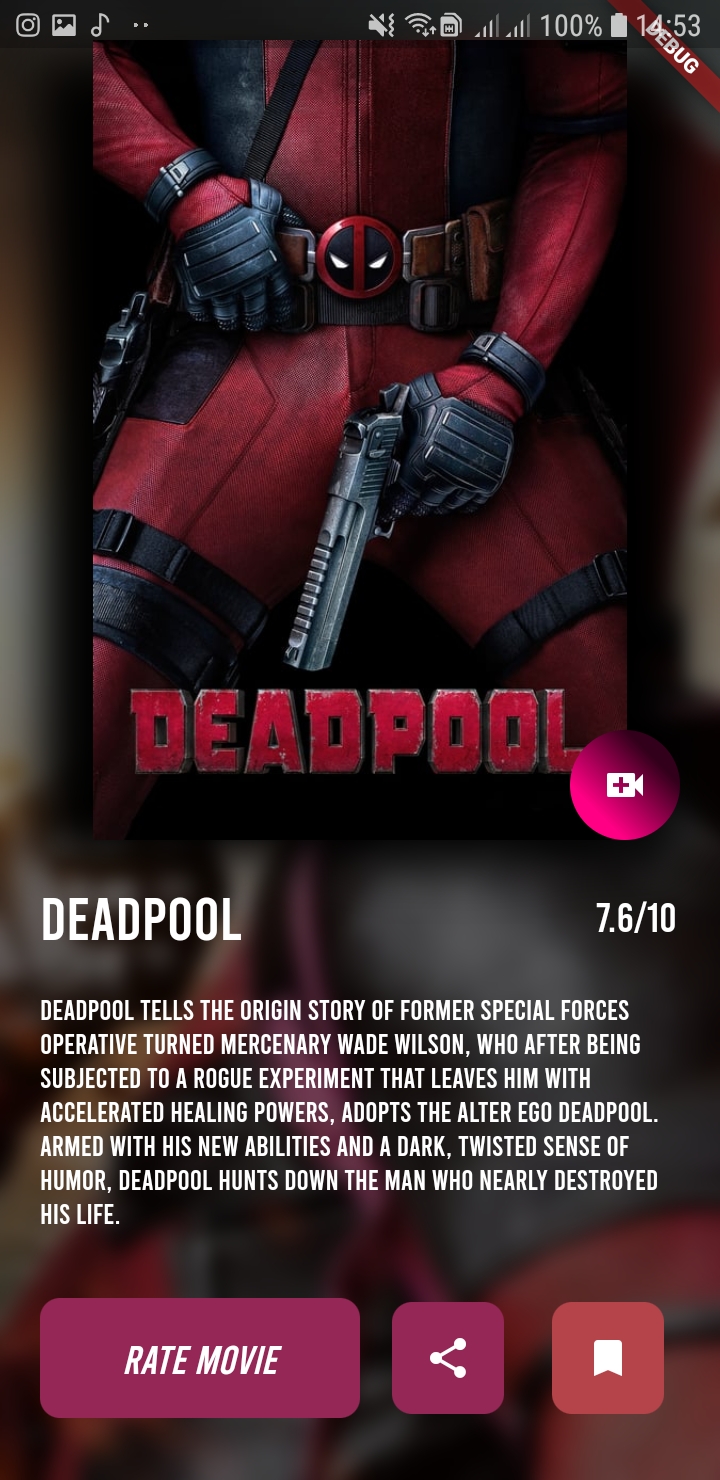 100% 14:53
DEBUG
DEADPOOL
DEADPOOL 7.6/10
DEADPOOL TELLS THE ORIGIN STORY OF FORMER SPECIAL FORCES
OPERATIVE TURNED MERCENARY WADE WILSON, WHO AFTER BEING
SUBJECTED TO A ROGUE EXPERIMENT THAT LEAVES HIM WITH
ACCELERATED HEALING POWERS, ADOPTS THE ALTER EGO DEADPOOL.
ARMED WITH HIS NEW ABILITIES AND A DARK, TWISTED SENSE OF
HUMOR, DEADPOOL HUNTS DOWN THE MAN WHO NEARLY DESTROYED
HIS LIFE.
RATE MOVIE